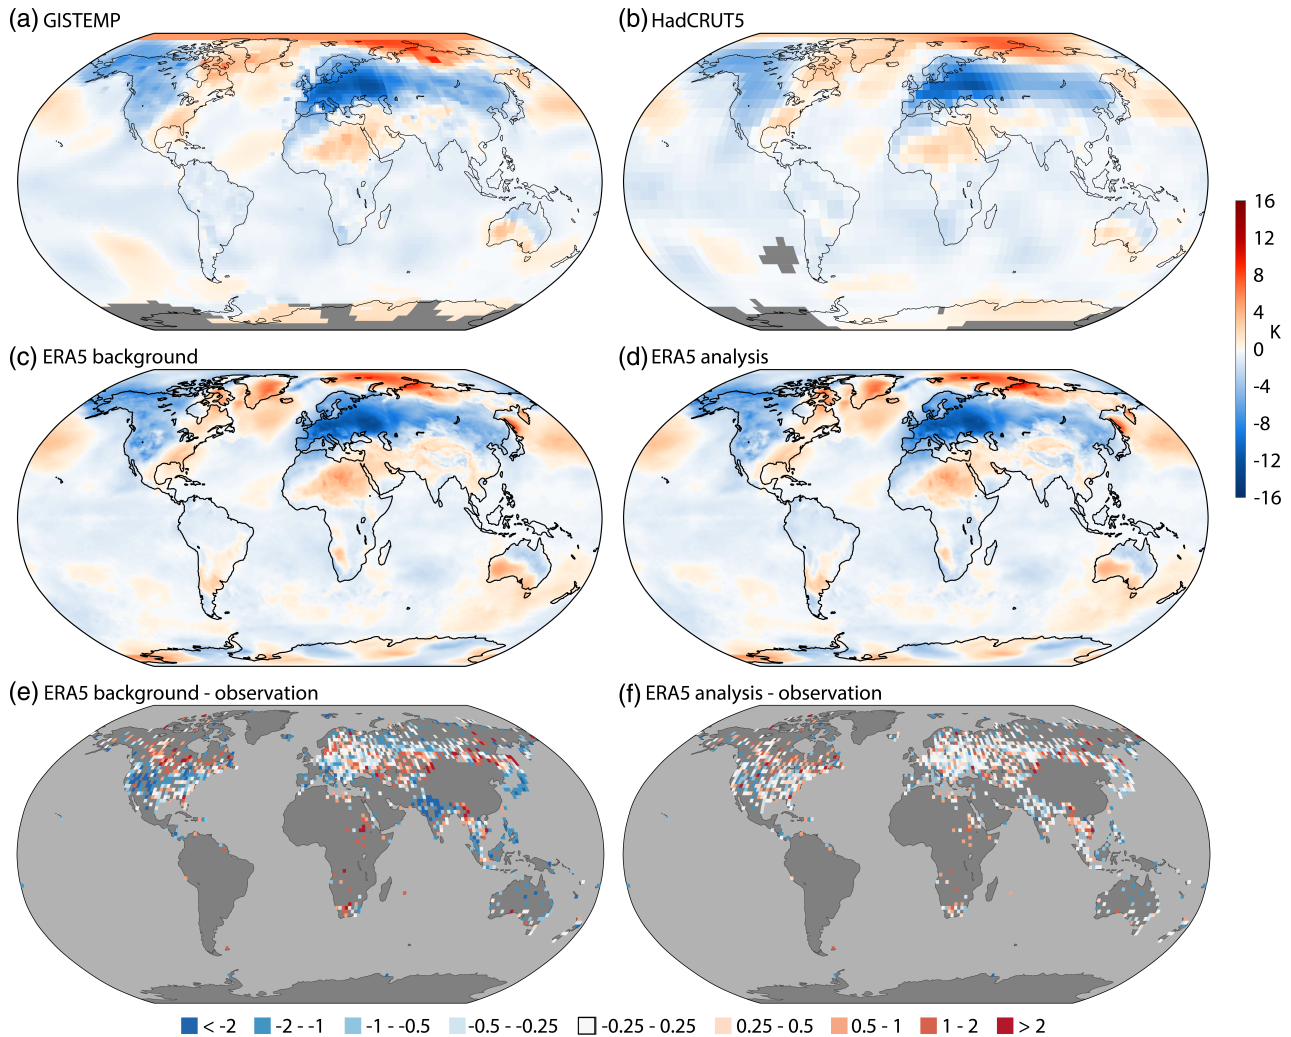 (a) GISTEMP
(b) HadCRUT5
16
12
8
4
K
0
-4
-8
-12
-16
(c) ERA5 background
(d) ERA5 analysis
(e) ERA5 background - observation
(f) ERA5 analysis - observation
< -2
-2 - -1
-1 - -0.5
-0.5 - -0.25
-0.25 - 0.25
0.25 - 0.5
0.5 - 1
1 - 2
> 2